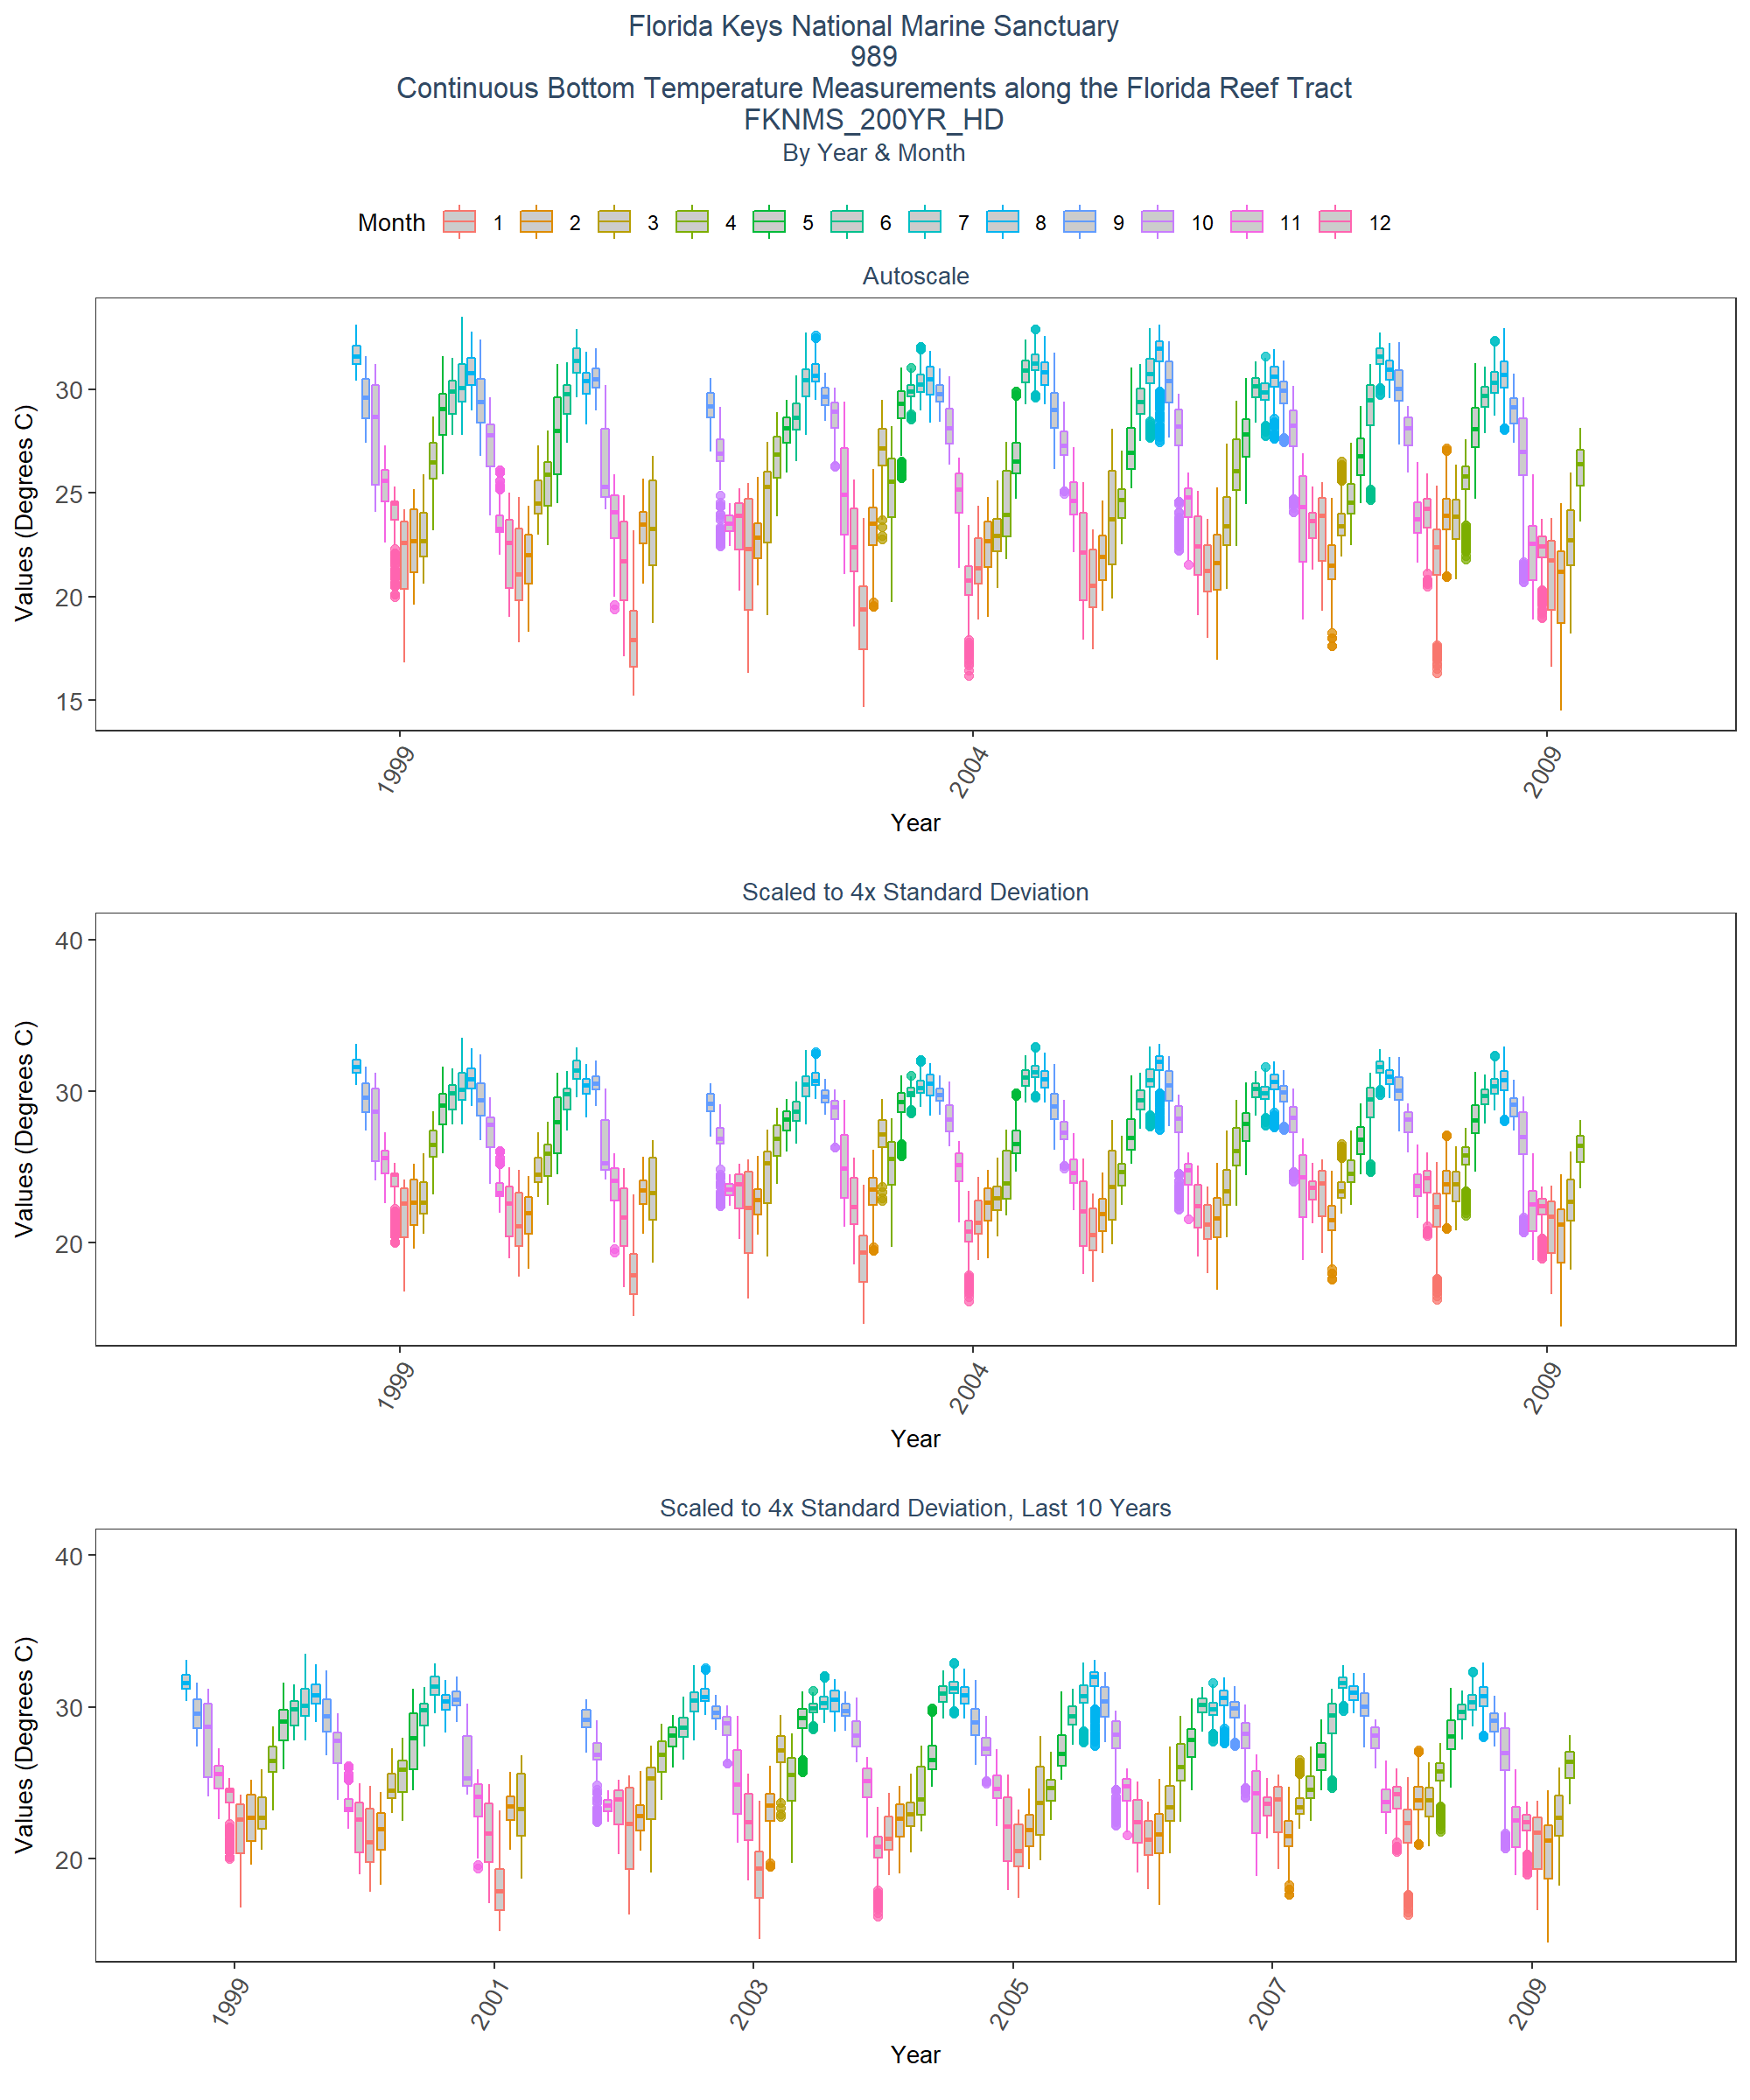 Florida Keys National Marine Sanctuary
989
Continuous Bottom Temperature Measurements along the Florida Reef Tract
FKNMS_200YR_HD
By Year & Month
Month 1 2 3 4 5 6 7 8 9 10 11 12
Autoscale
Values (Degrees C)
30
25
20
15
1999 2004 2009
Year
Scaled to 4x Standard Deviation
Values (Degrees C)
40
30
20
1999 2004 2009
Year
Scaled to 4x Standard Deviation, Last 10 Years
Values (Degrees C)
40
30
20
1999 2001 2003 2005 2007 2009
Year